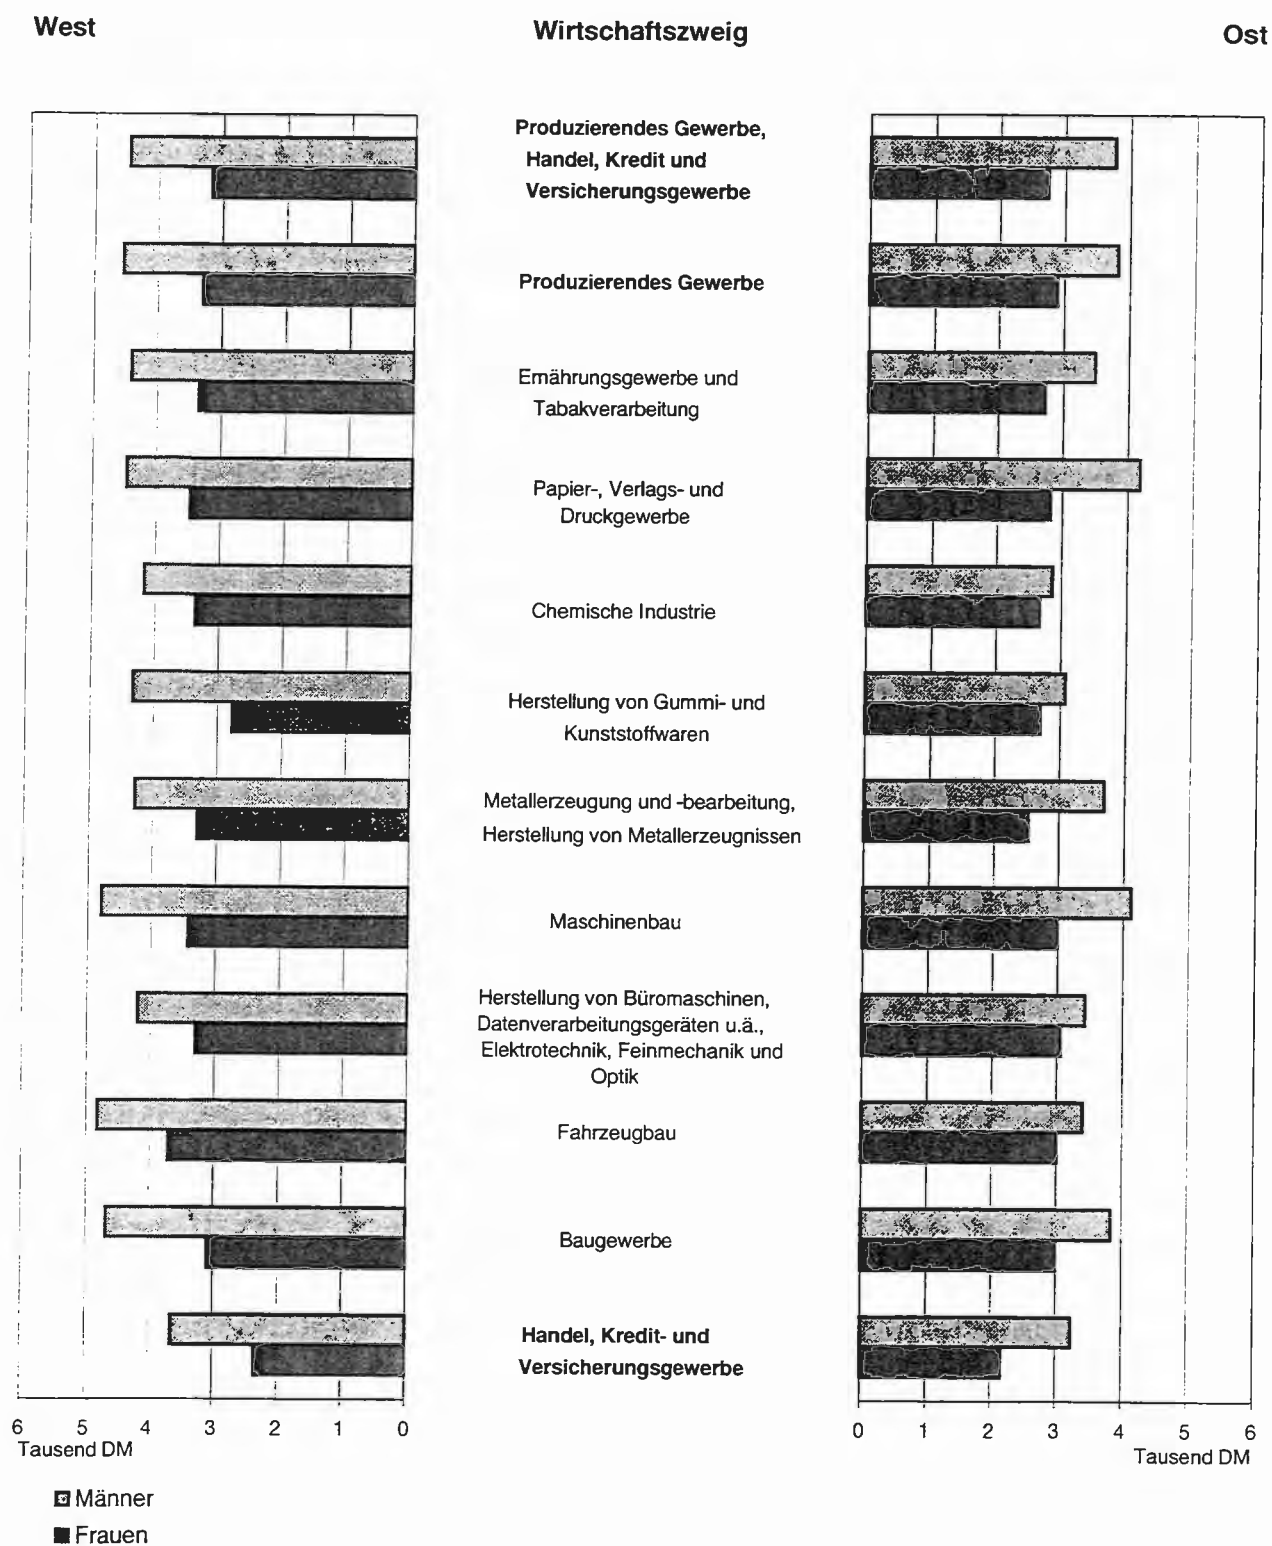 West
Wirtschaftszweig
Ost
Produzierendes Gewerbe,
Handel, Kredit und
Versicherungsgewerbe
Produzierendes Gewerbe
Ernährungsgewerbe und
Tabakverarbeitung
Papier-, Verlags- und
Druckgewerbe
Chemische Industrie
Herstellung von Gummi- und
Kunststoffwaren
Metallerzeugung und -bearbeitung,
Herstellung von Metallerzeugnissen
Maschinenbau
Herstellung von Büromaschinen,
Datenverarbeitungsgeräten u.ä.,
Elektrotechnik, Feinmechanik und
Optik
Fahrzeugbau
Baugewerbe
Handel, Kredit- und
Versicherungsgewerbe
6 5 4 3 2 1 0
Tausend DM
0 1 2 3 4 5 6
Tausend DM
Männer
Frauen